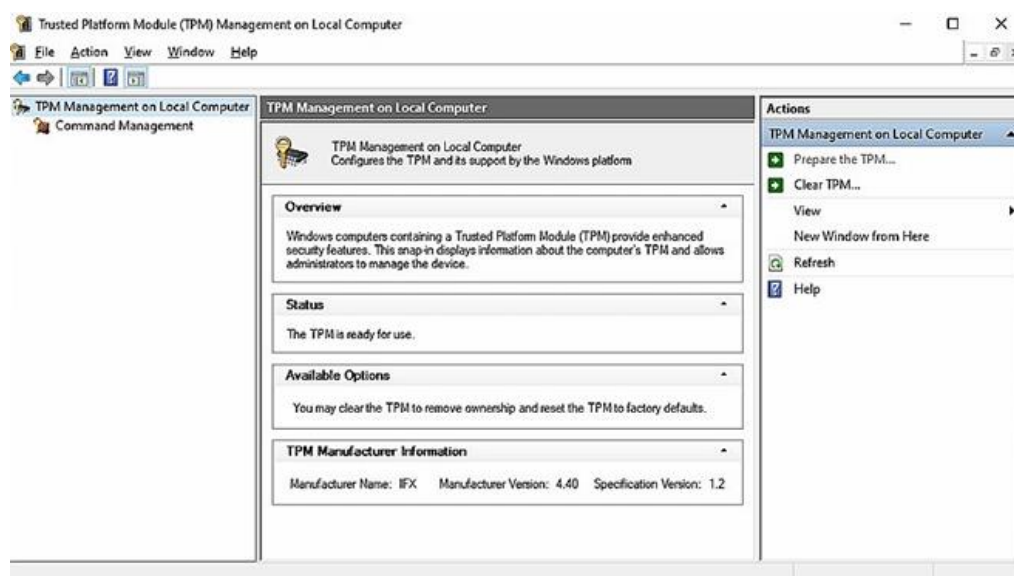 Trusted Platform Module (TPM) Management on Local Computer
File Action View Window Help
TPM Management on Local Computer
Command Management
TPM Management on Local Computer
TPM Management on Local Computer
Configures the TPM and its support by the Windows platform
Overview
Windows computers containing a Trusted Platform Module (TPM) provide enhanced
security features. This snap-in displays information about the computer's TPM and allows
administrators to manage the device.
Status
The TPM is ready for use.
Available Options
You may clear the TPM to remove ownership and reset the TPM to factory defaults.
TPM Manufacturer Information
Manufacturer Name: IFX Manufacturer Version: 4.40 Specification Version: 1.2
Actions
TPM Management on Local Computer
Prepare the TPM...
Clear TPM...
View
New Window from Here
Refresh
Help